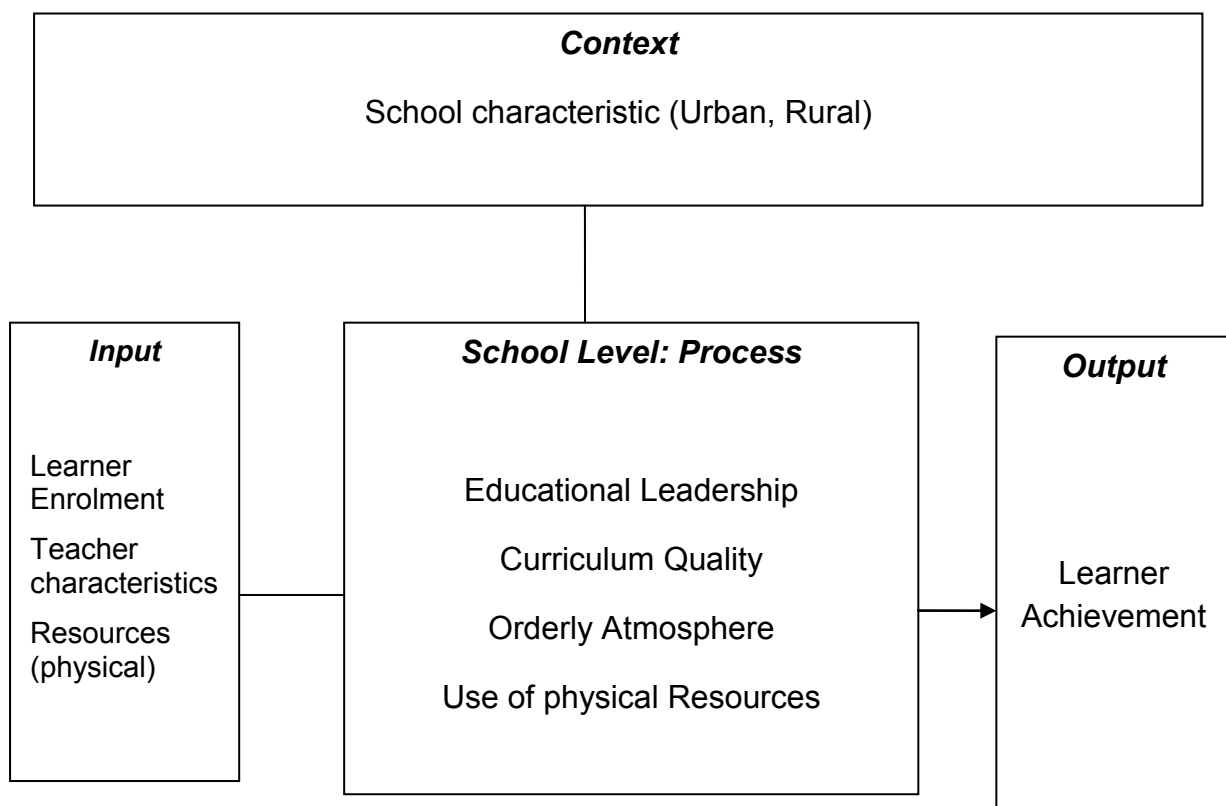 Context
School characteristic (Urban, Rural)
Input
Learner
Enrolment
Teacher
characteristics
Resources
(physical)
School Level: Process
Educational Leadership
Curriculum Quality
Orderly Atmosphere
Use of physical Resources
Output
Learner
Achievement